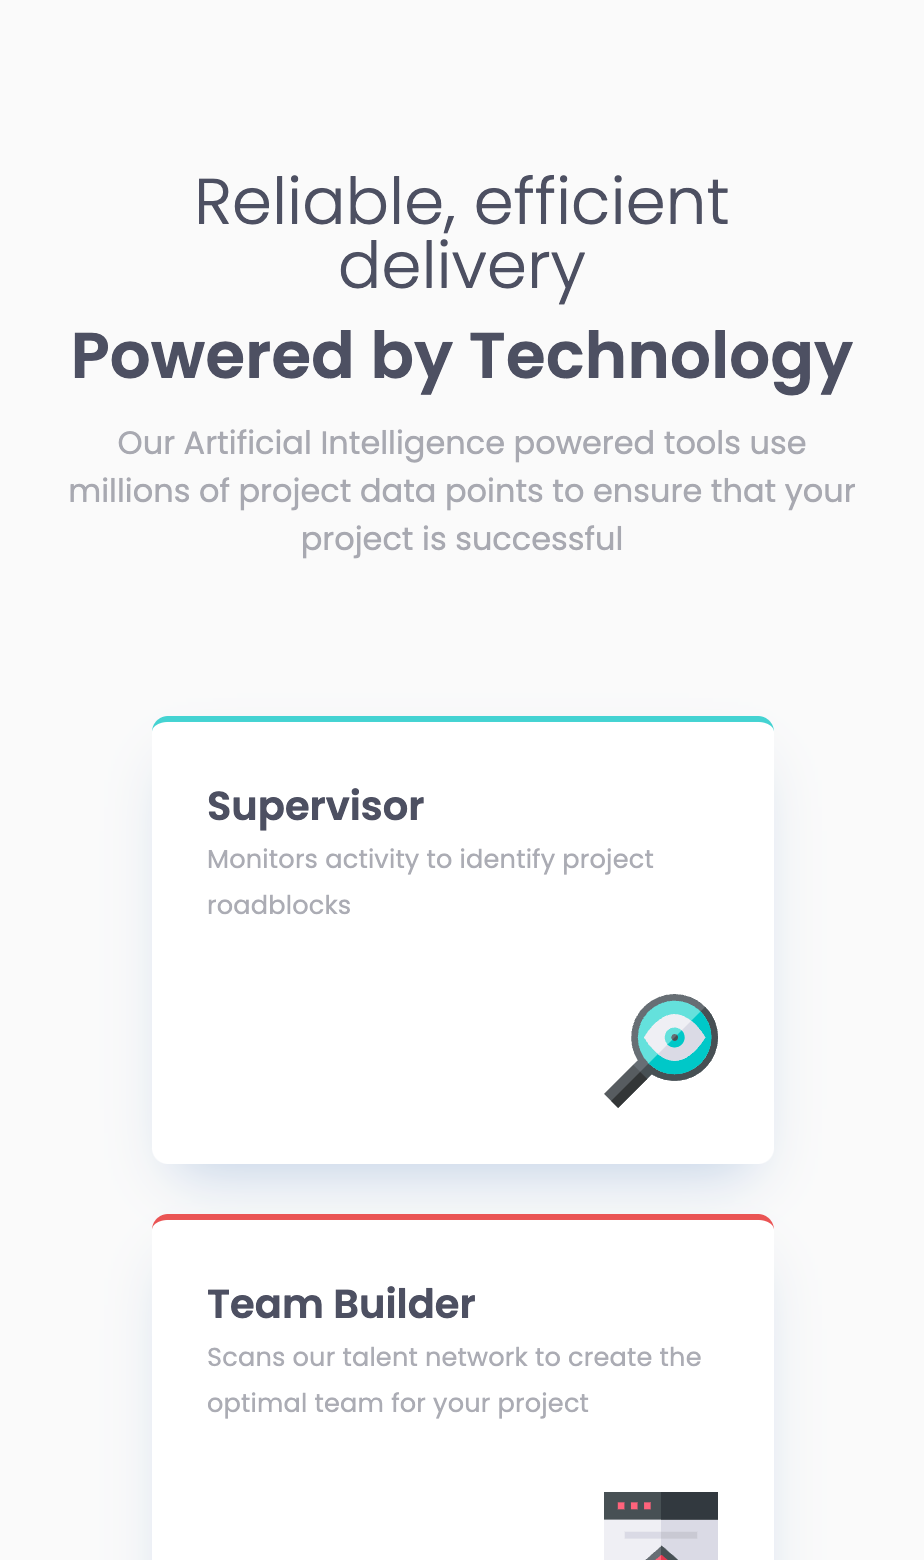 Reliable, efficient
delivery
Powered by Technology
Our Artificial Intelligence powered tools use
millions of project data points to ensure that your
project is successful
Supervisor
Monitors activity to identify project
roadblocks
Team Builder
Scans our talent network to create the
optimal team for your project